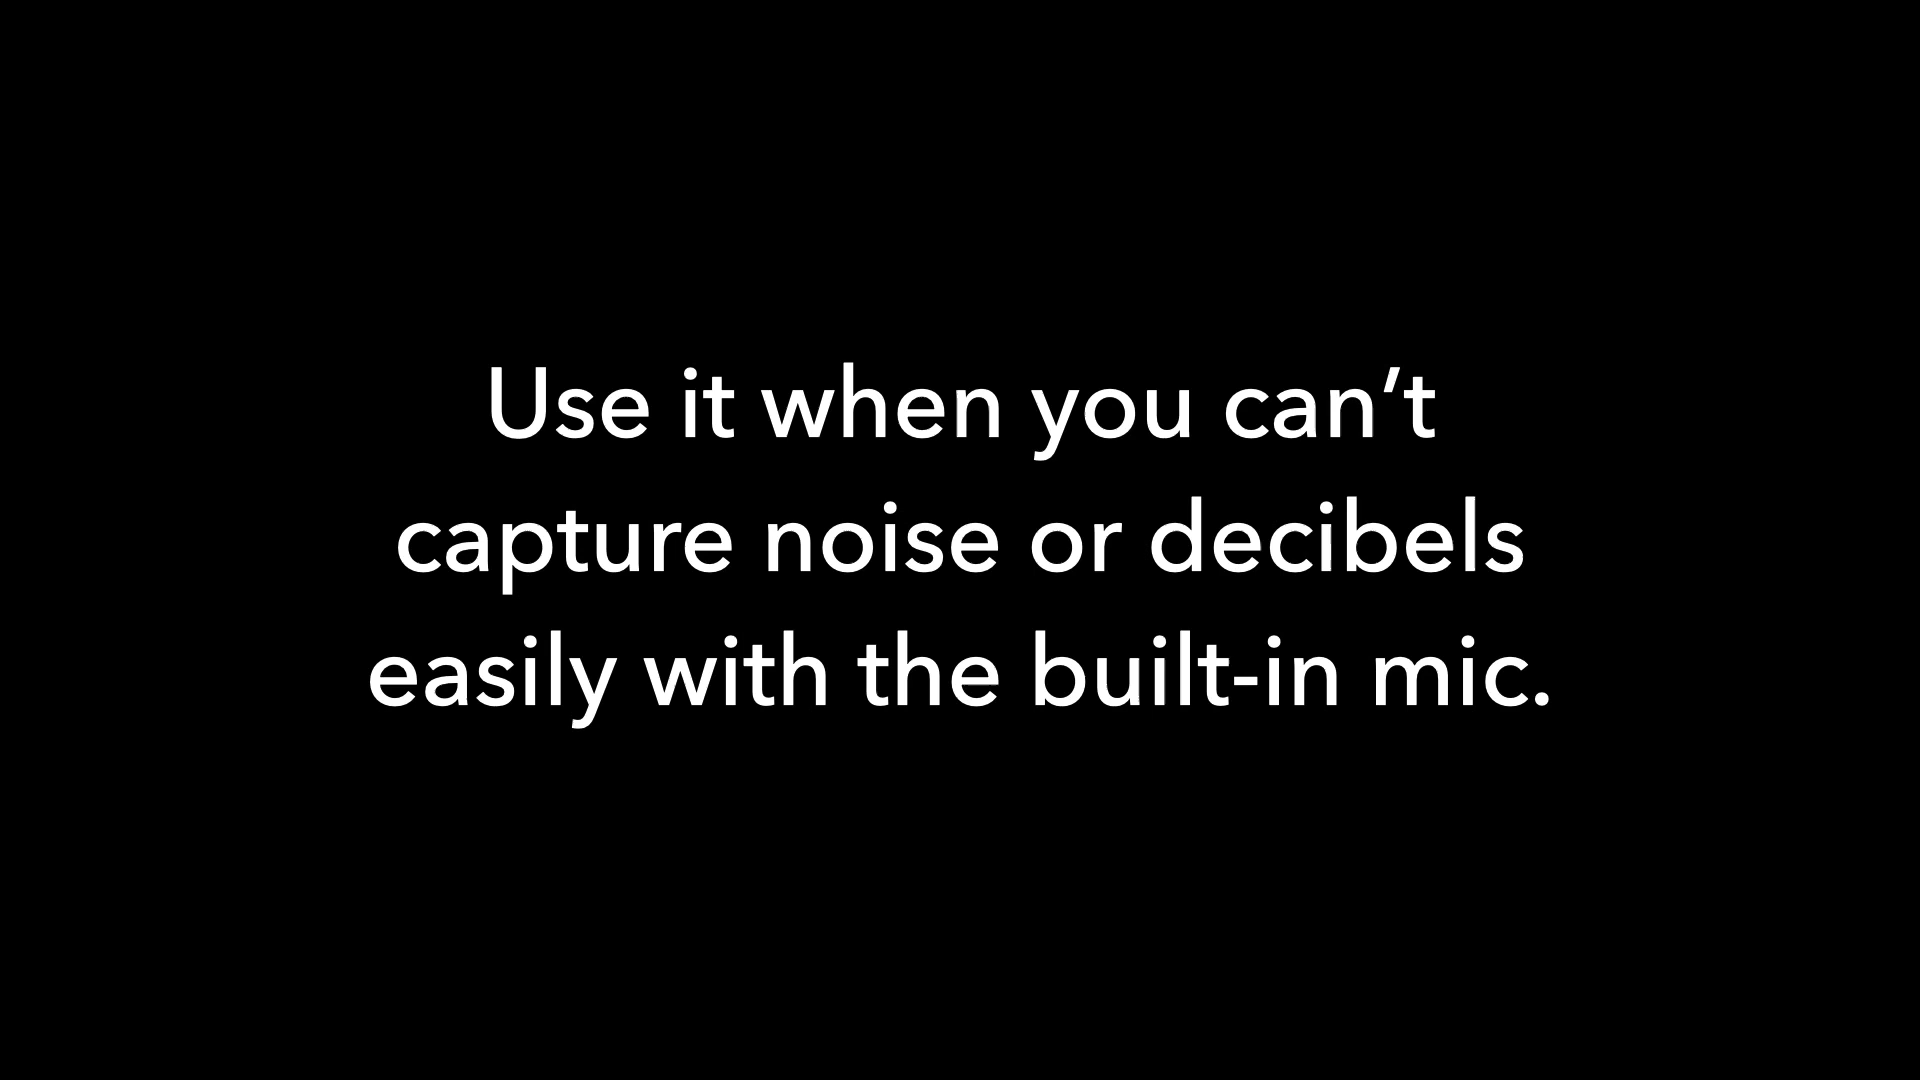 Use it when you can’t
capture noise or decibels
easily with the built-in mic.